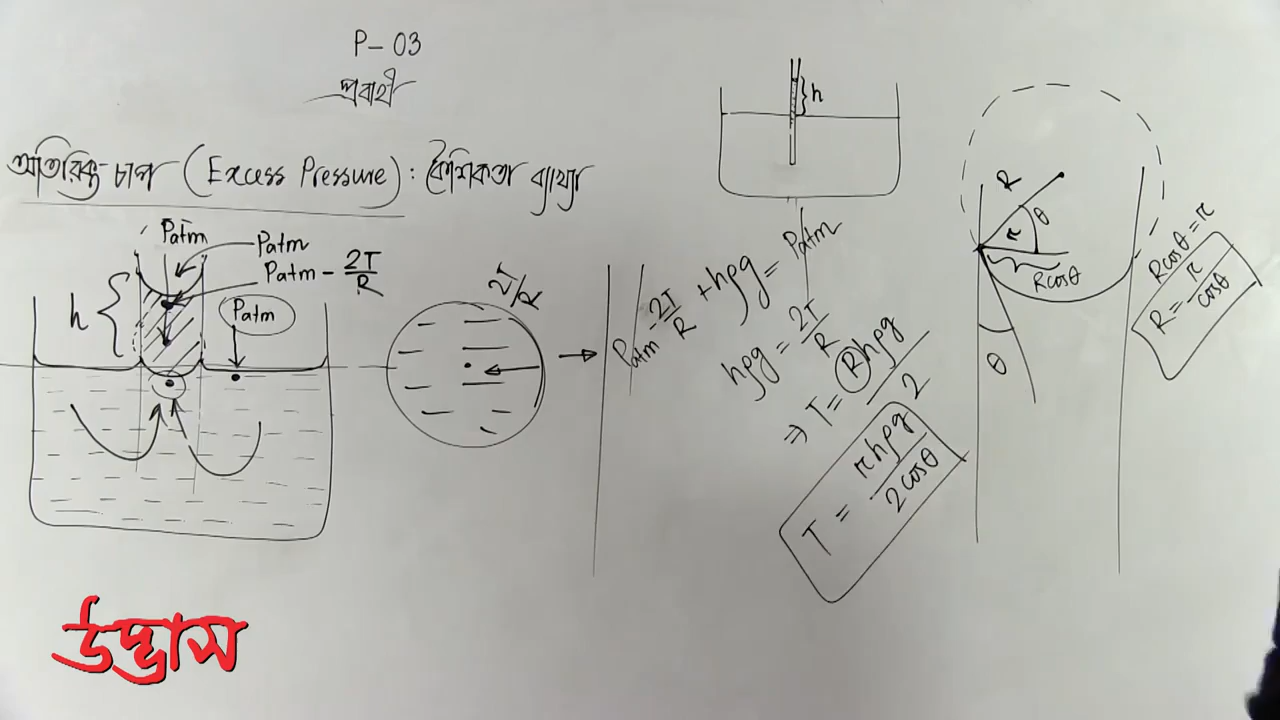 P- 03
প্রবাহী
অতিরিক্ত চাপ (Excess Pressure) : কৈশিকতা ব্যাখ্যা
Patm
Patm
Patm - 2T/R
Patm
h
2T/R
h
Patm - 2T/R + hρg = Patm
hρg = 2T/R
⇒ T = Rhρg/2
T = rhρg/2cosθ
R
θ
r
Rcosθ
θ
Rcosθ = r
R = r/cosθ
উদ্ভাস